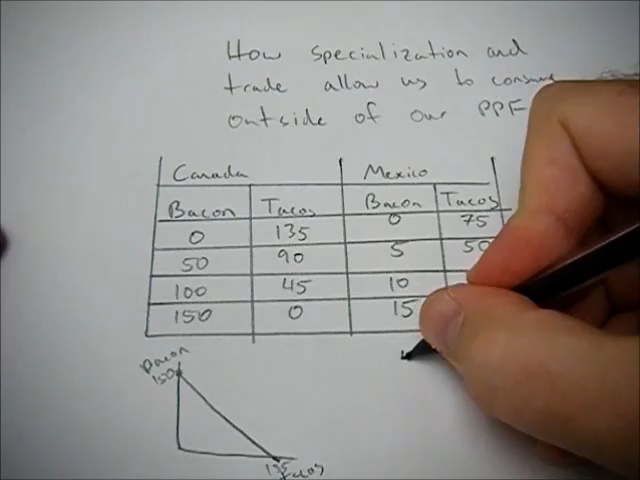 How specialization and
trade allow us to consume
outside of our PPF
Canada Mexico
Bacon Tacos Bacon Tacos
0 135 0 75
50 90 5 50
100 45 10
150 0 15
Bacon
150
135
Tacos